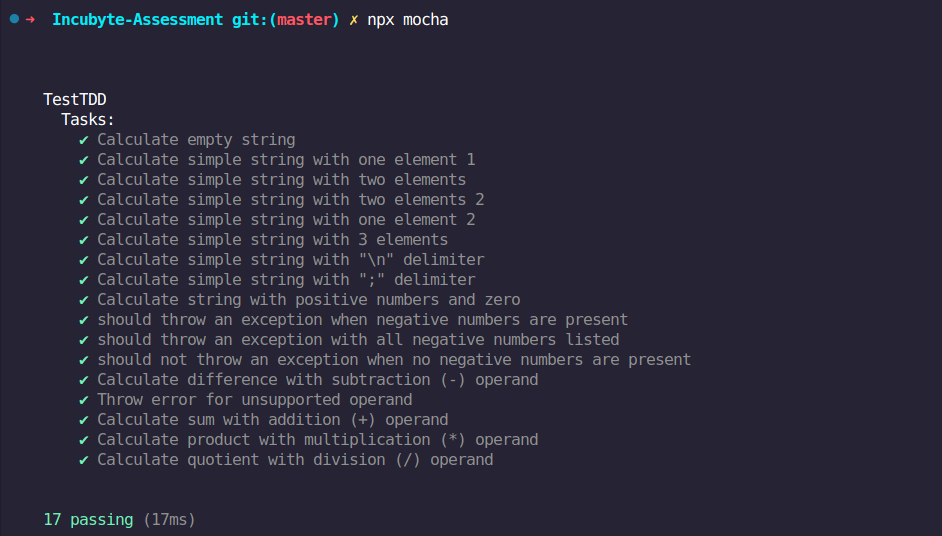 ➜ Incubyte-Assessment git:(master) ✗ npx mocha
TestTDD
Tasks:
✔ Calculate empty string
✔ Calculate simple string with one element 1
✔ Calculate simple string with two elements
✔ Calculate simple string with two elements 2
✔ Calculate simple string with one element 2
✔ Calculate simple string with 3 elements
✔ Calculate simple string with "\n" delimiter
✔ Calculate simple string with ";" delimiter
✔ Calculate string with positive numbers and zero
✔ should throw an exception when negative numbers are present
✔ should throw an exception with all negative numbers listed
✔ should not throw an exception when no negative numbers are present
✔ Calculate difference with subtraction (-) operand
✔ Throw error for unsupported operand
✔ Calculate sum with addition (+) operand
✔ Calculate product with multiplication (*) operand
✔ Calculate quotient with division (/) operand
17 passing (17ms)